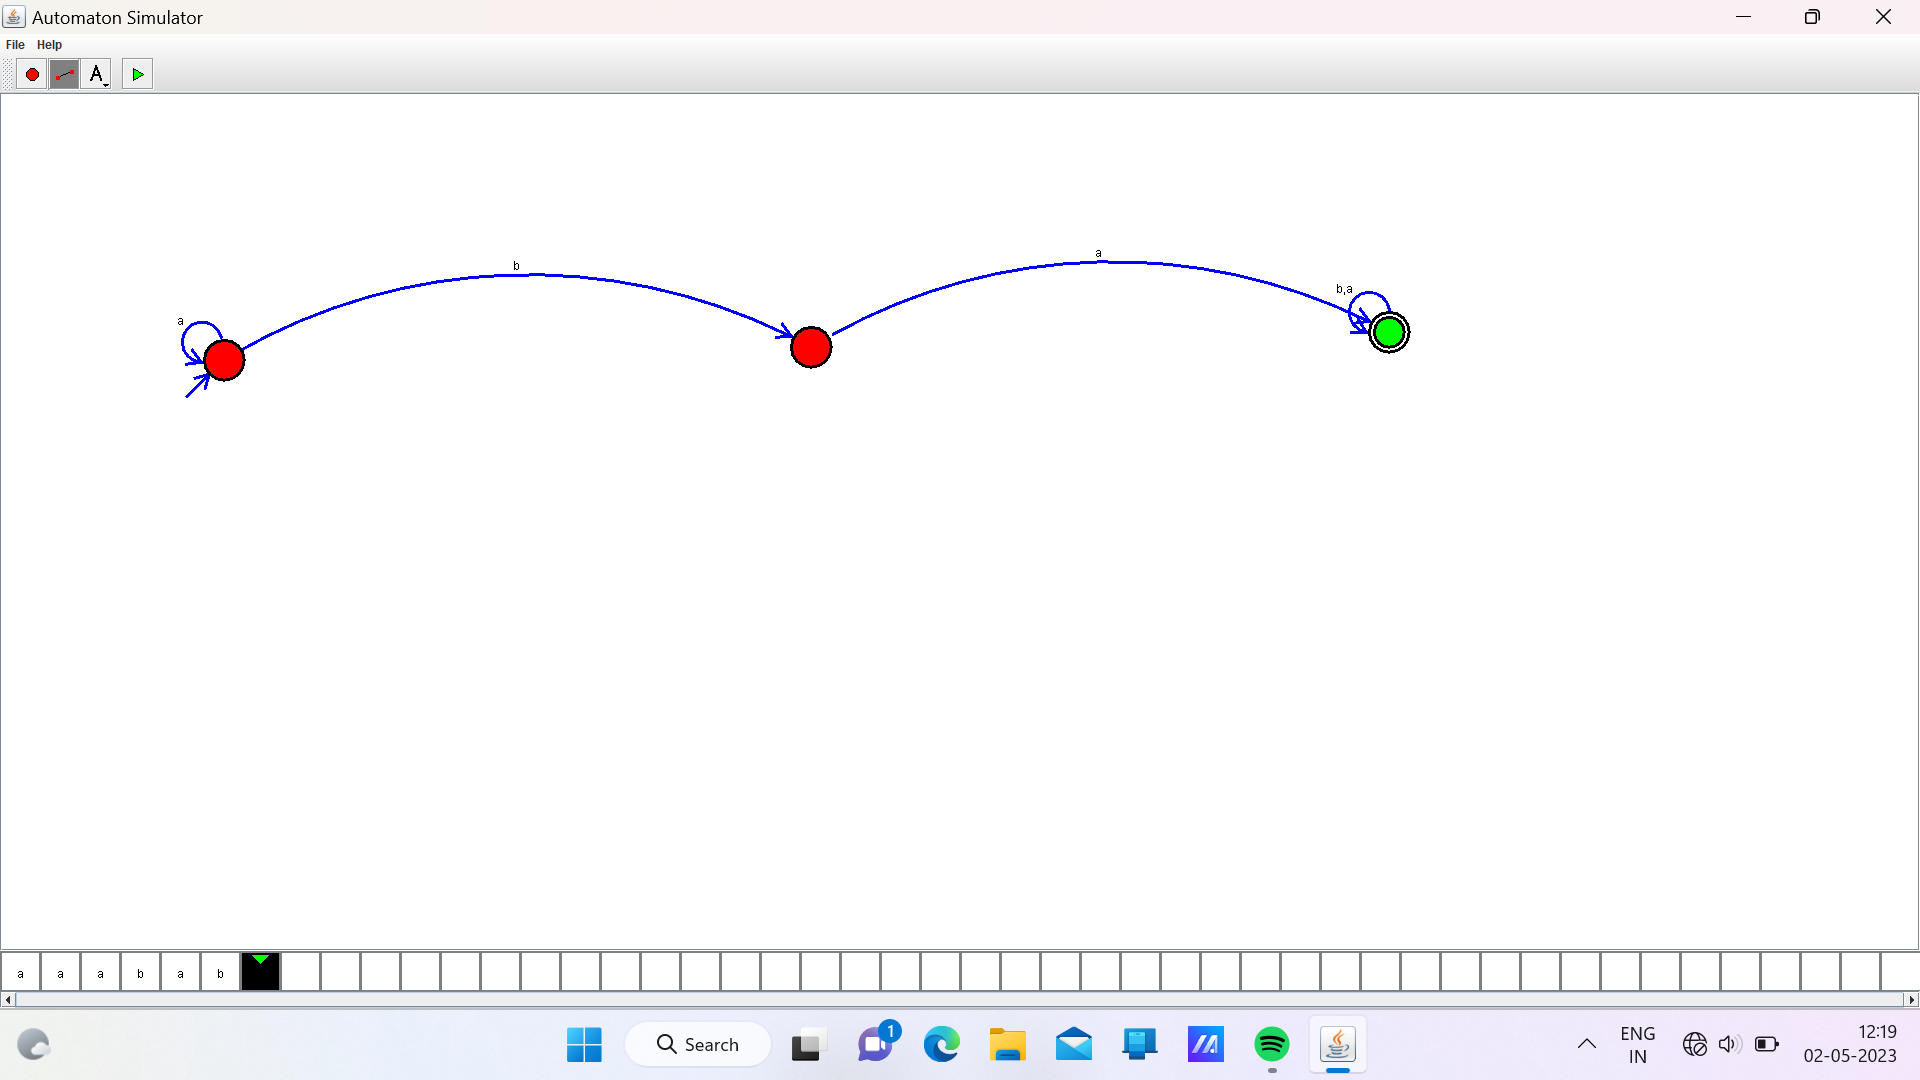 Automaton Simulator
File Help
A
a
b
a
b,a
a a a b a b
Search
1
ENG
IN
12:19
02-05-2023